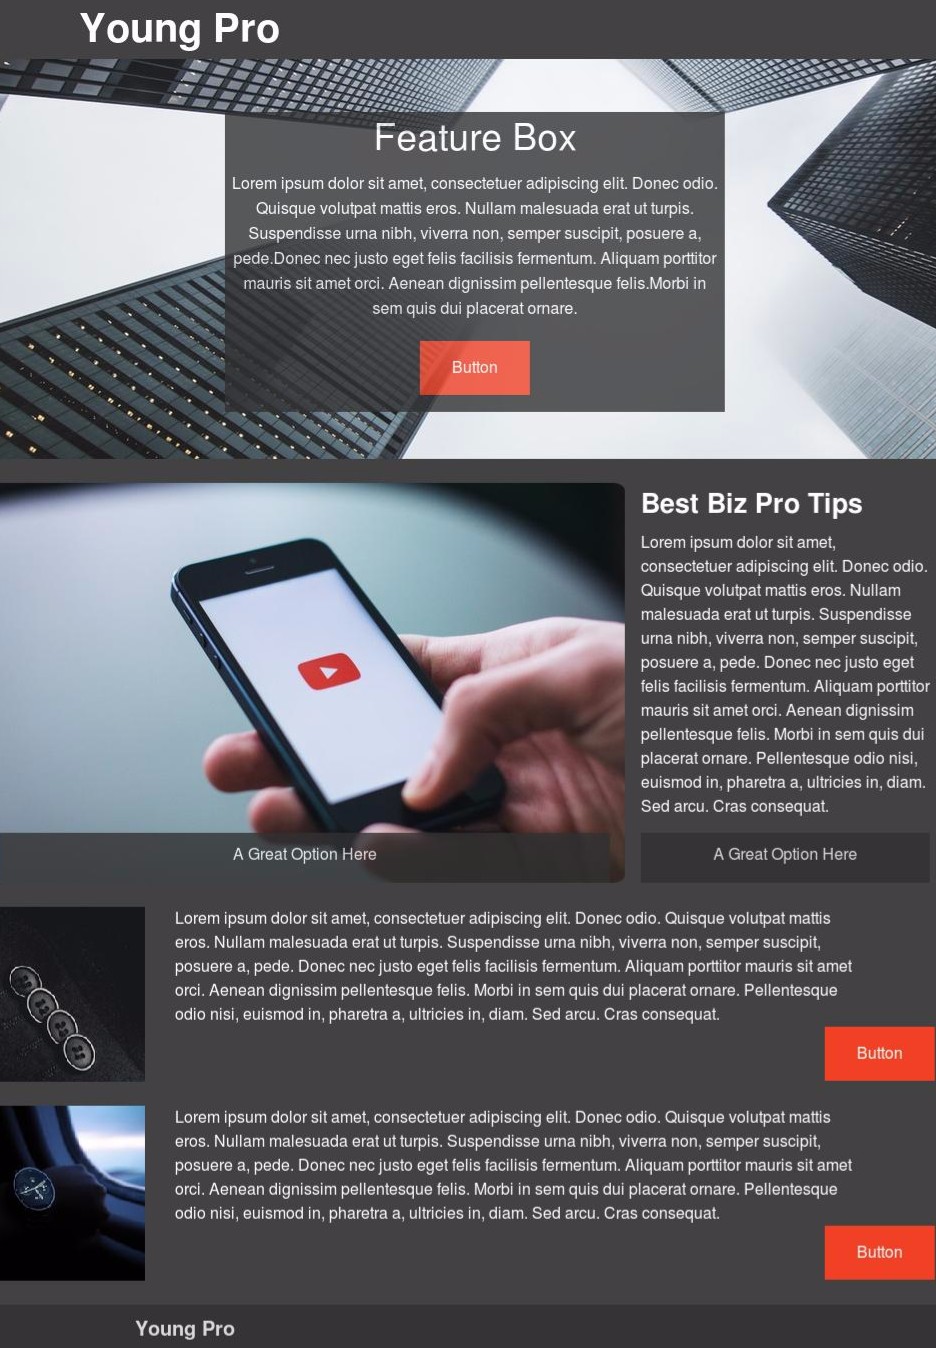 Young Pro
Feature Box
Lorem ipsum dolor sit amet, consectetuer adipiscing elit. Donec odio.
Quisque volutpat mattis eros. Nullam malesuada erat ut turpis.
Suspendisse urna nibh, viverra non, semper suscipit, posuere a,
pede.Donec nec justo eget felis facilisis fermentum. Aliquam porttitor
mauris sit amet orci. Aenean dignissim pellentesque felis.Morbi in
sem quis dui placerat ornare.
Button
Best Biz Pro Tips
Lorem ipsum dolor sit amet,
consectetuer adipiscing elit. Donec odio.
Quisque volutpat mattis eros. Nullam
malesuada erat ut turpis. Suspendisse
urna nibh, viverra non, semper suscipit,
posuere a, pede. Donec nec justo eget
felis facilisis fermentum. Aliquam porttitor
mauris sit amet orci. Aenean dignissim
pellentesque felis. Morbi in sem quis dui
placerat ornare. Pellentesque odio nisi,
euismod in, pharetra a, ultricies in, diam.
Sed arcu. Cras consequat.
A Great Option Here
A Great Option Here
Lorem ipsum dolor sit amet, consectetuer adipiscing elit. Donec odio. Quisque volutpat mattis
eros. Nullam malesuada erat ut turpis. Suspendisse urna nibh, viverra non, semper suscipit,
posuere a, pede. Donec nec justo eget felis facilisis fermentum. Aliquam porttitor mauris sit amet
orci. Aenean dignissim pellentesque felis. Morbi in sem quis dui placerat ornare. Pellentesque
odio nisi, euismod in, pharetra a, ultricies in, diam. Sed arcu. Cras consequat.
Button
Lorem ipsum dolor sit amet, consectetuer adipiscing elit. Donec odio. Quisque volutpat mattis
eros. Nullam malesuada erat ut turpis. Suspendisse urna nibh, viverra non, semper suscipit,
posuere a, pede. Donec nec justo eget felis facilisis fermentum. Aliquam porttitor mauris sit amet
orci. Aenean dignissim pellentesque felis. Morbi in sem quis dui placerat ornare. Pellentesque
odio nisi, euismod in, pharetra a, ultricies in, diam. Sed arcu. Cras consequat.
Button
Young Pro